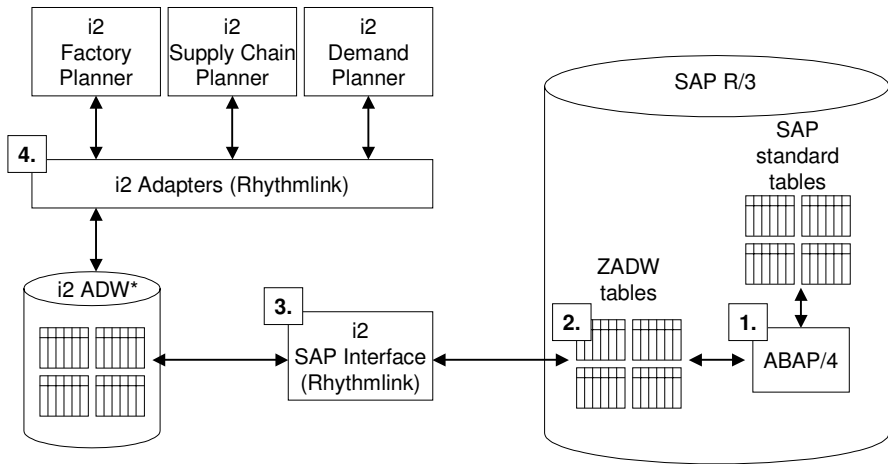 i2
Factory
Planner
i2
Supply Chain
Planner
i2
Demand
Planner
4.
i2 Adapters (Rhythmlink)
i2 ADW*
3.
i2
SAP Interface
(Rhythmlink)
SAP R/3
SAP
standard
tables
ZADW
tables
2.
1.
ABAP/4